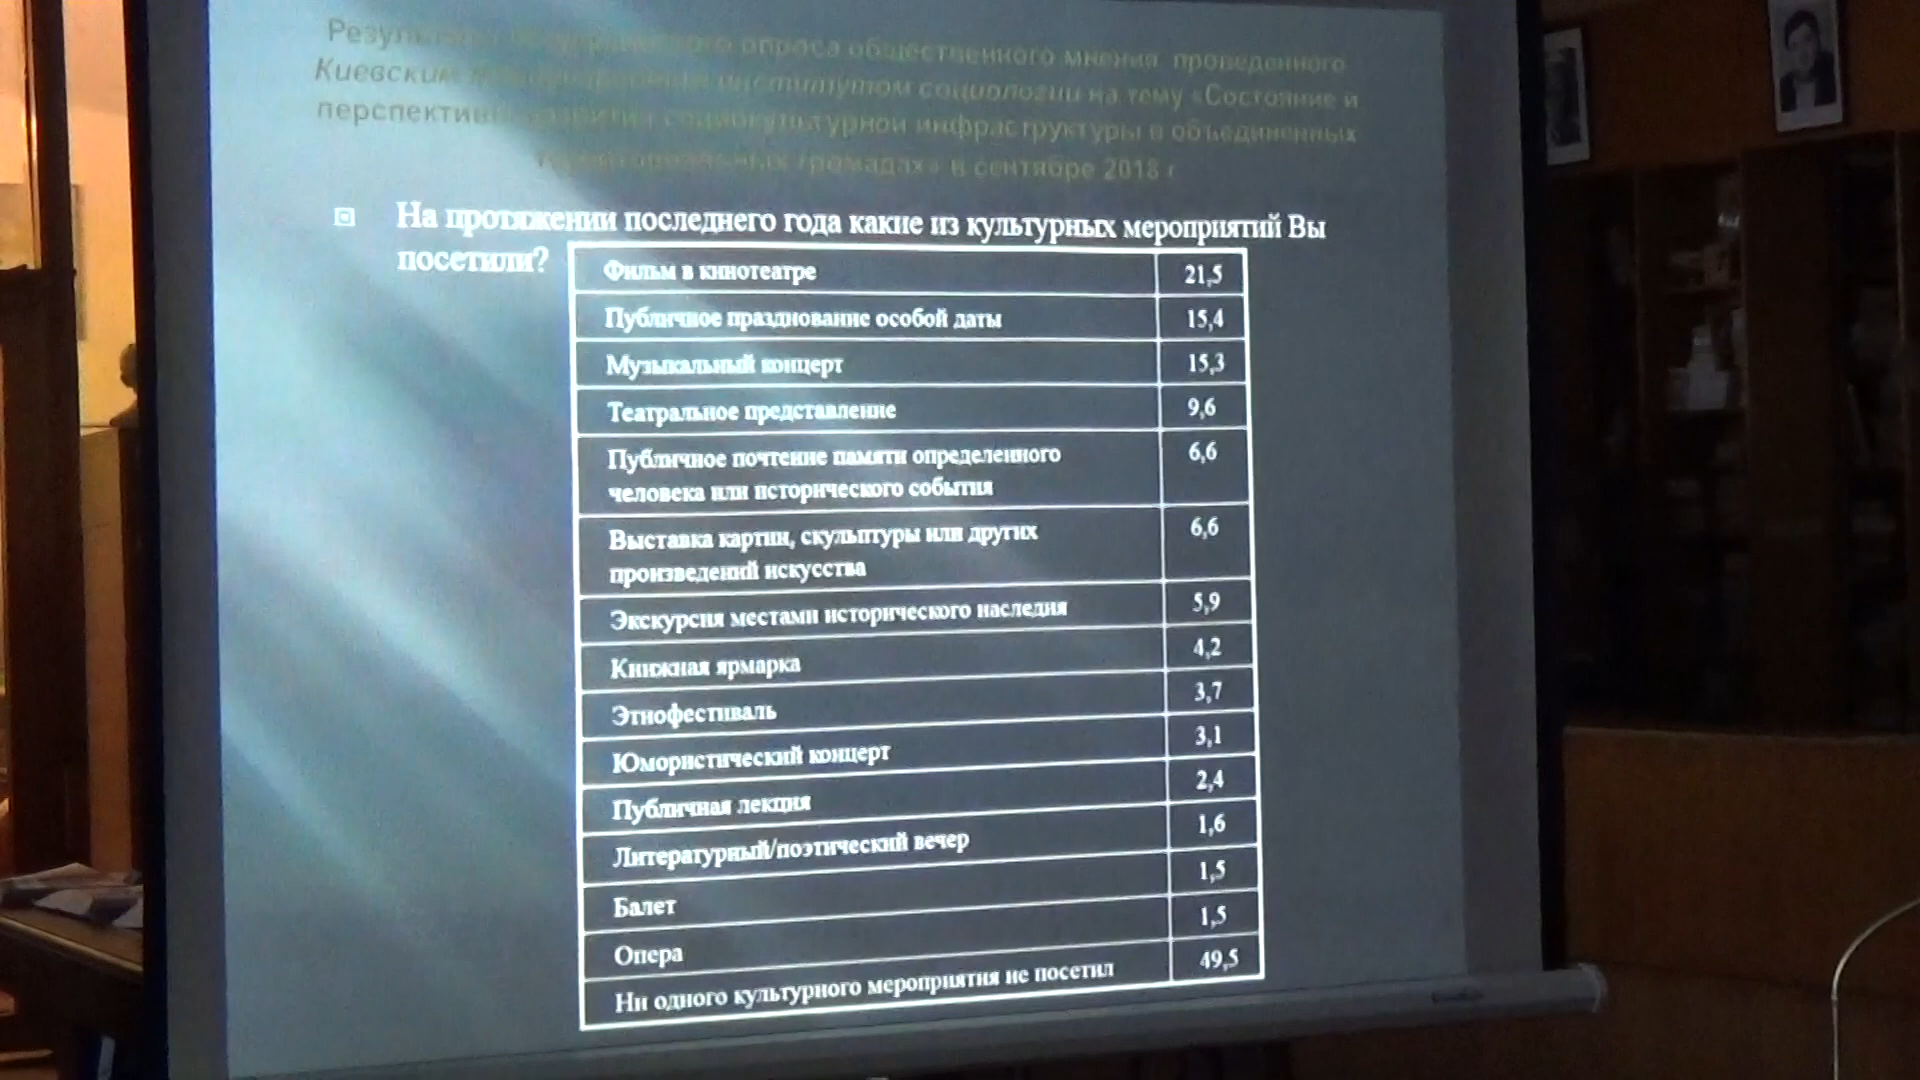 опроса общественного мнения проведенного
Киевским институтом социологии на тему «Состояние и
социокультурной инфраструктуры в объединенных
громадах» в сентябре 2018 г
На протяжении последнего года какие из культурных мероприятий Вы
посетили?
Фильм в кинотеатре 21,5
Публичное празднование особой даты 15,4
Музыкальный концерт 15,3
Театральное представление 9,6
Публичное почтение памяти определенного 6,6
человека или исторического события
Выставка картин, скульптуры или других 6,6
произведений искусства
Экскурсия местами исторического наследия 5,9
Книжная ярмарка 4,2
Этнофестиваль 3,7
Юмористический концерт 3,1
Публичная лекция 2,4
Литературный/поэтический вечер 1,6
Балет 1,5
Опера 1,5
Ни одного культурного мероприятия не посетил 49,5